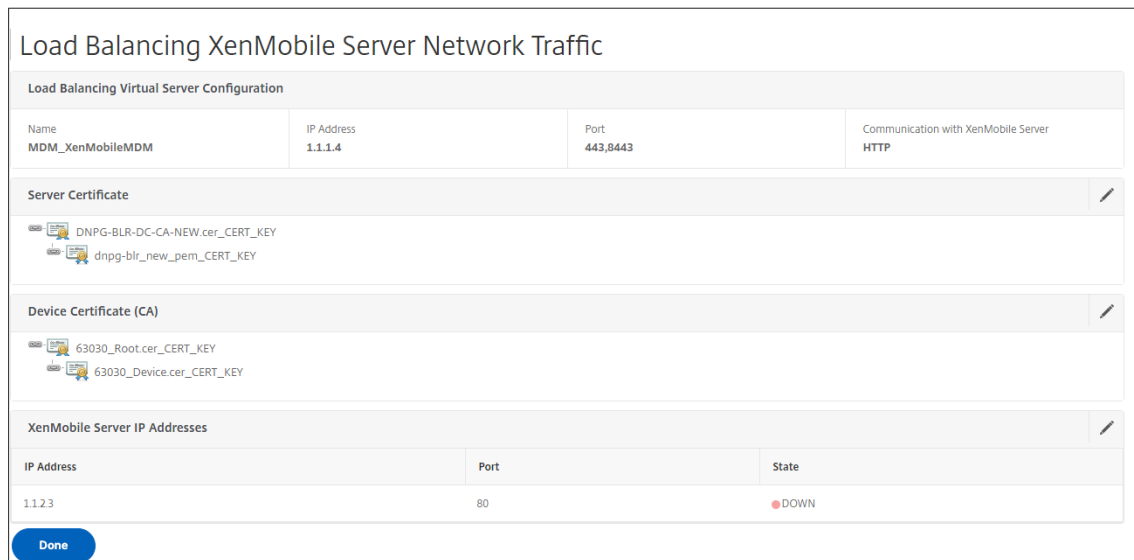 Load Balancing XenMobile Server Network Traffic
Load Balancing Virtual Server Configuration
Name IP Address Port Communication with XenMobile Server
MDM_XenMobileMDM 1.1.1.4 443,8443 HTTP
Server Certificate
DNPG-BLR-DC-CA-NEW.cer_CERT_KEY
dnpg-blr_new_pem_CERT_KEY
Device Certificate (CA)
63030_Root.cer_CERT_KEY
63030_Device.cer_CERT_KEY
XenMobile Server IP Addresses
IP Address Port State
1.1.2.3 80 DOWN
Done